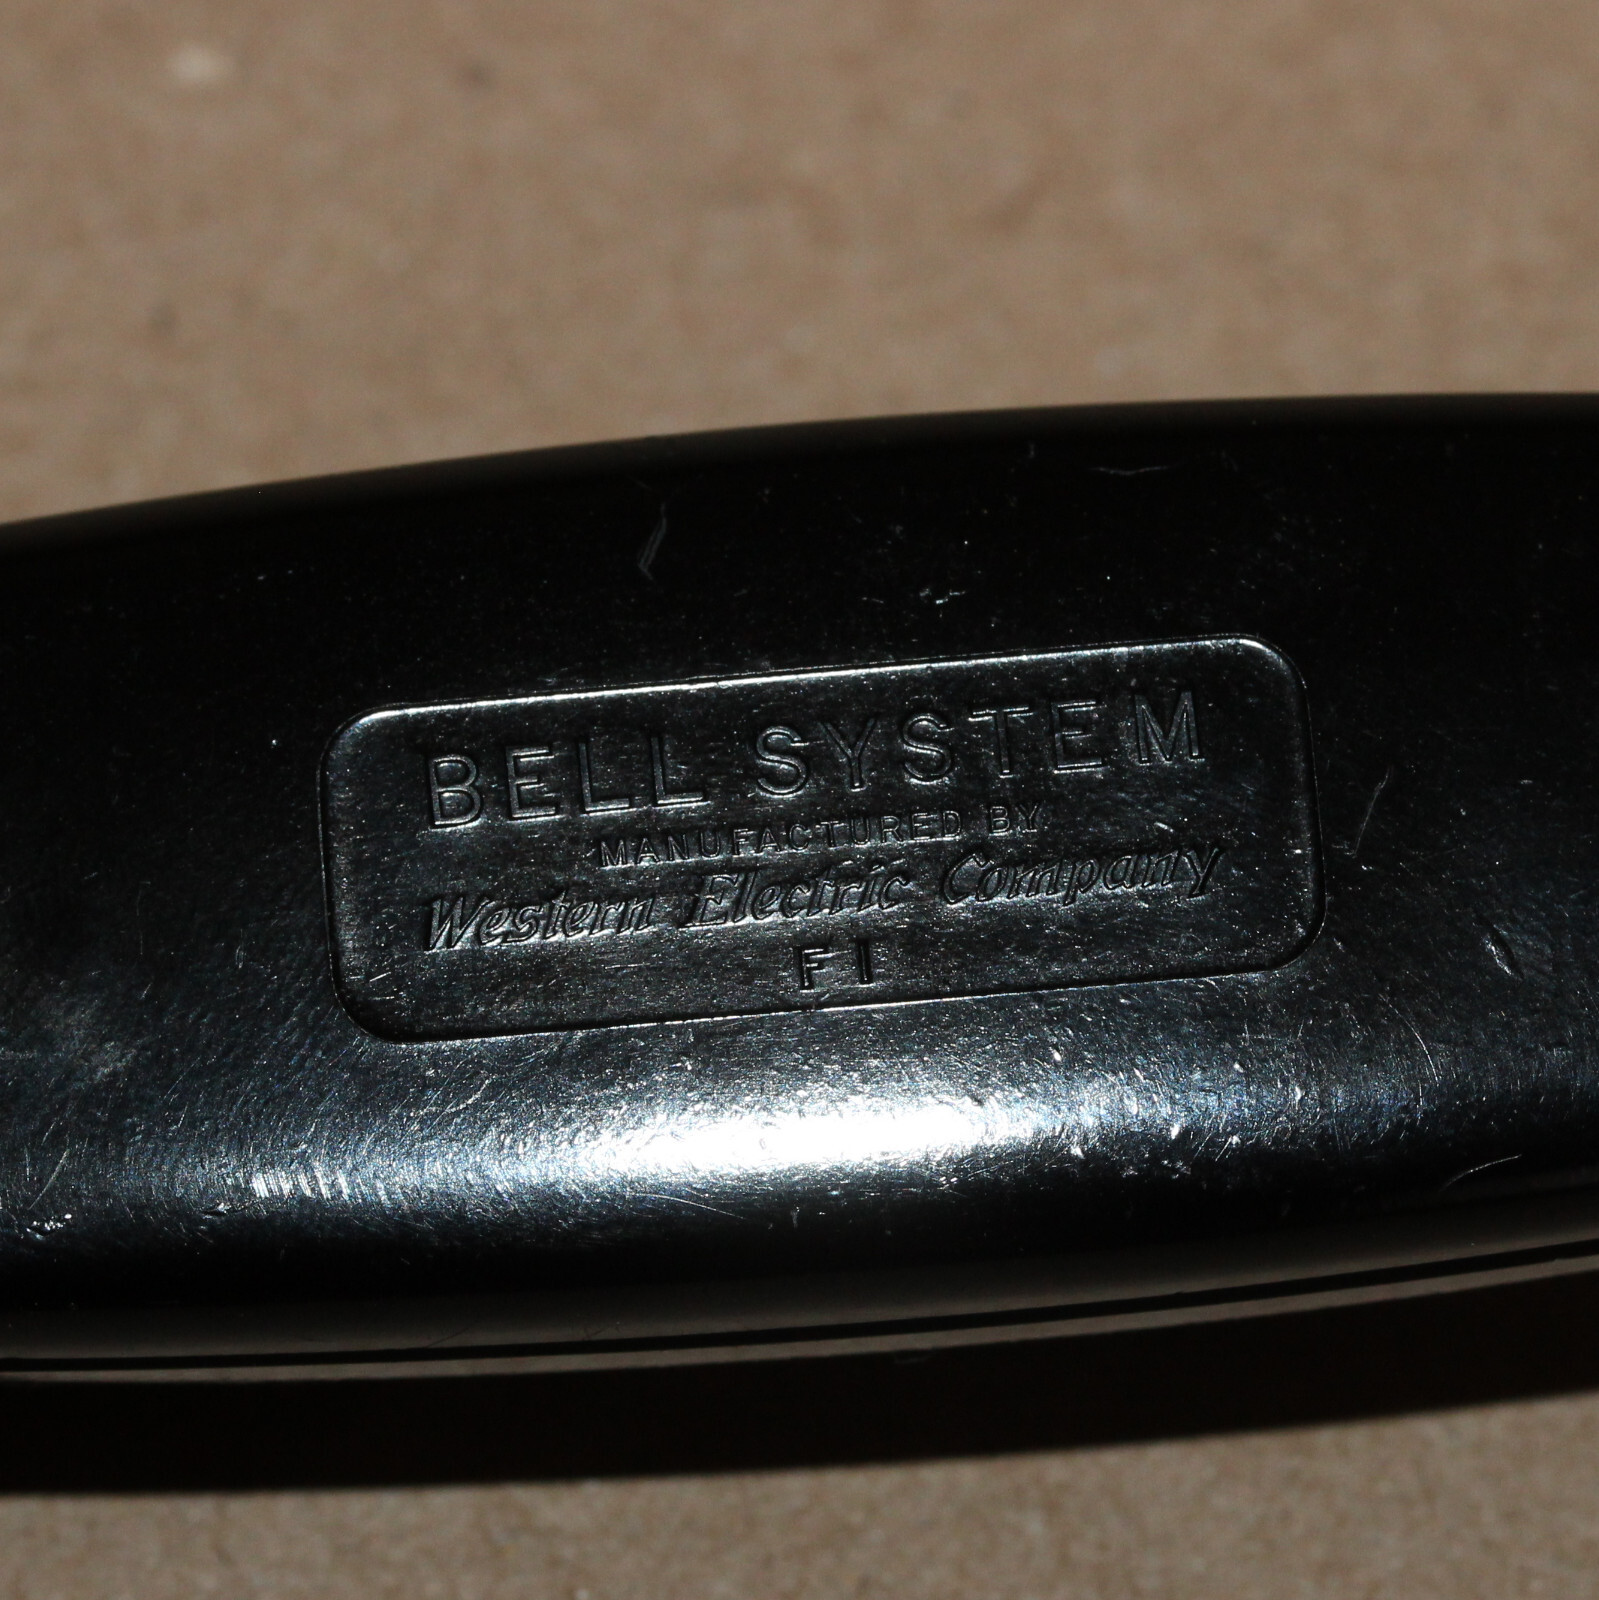 BELL SYSTEM
MANUFACTURED BY
Western Electric Company
F1